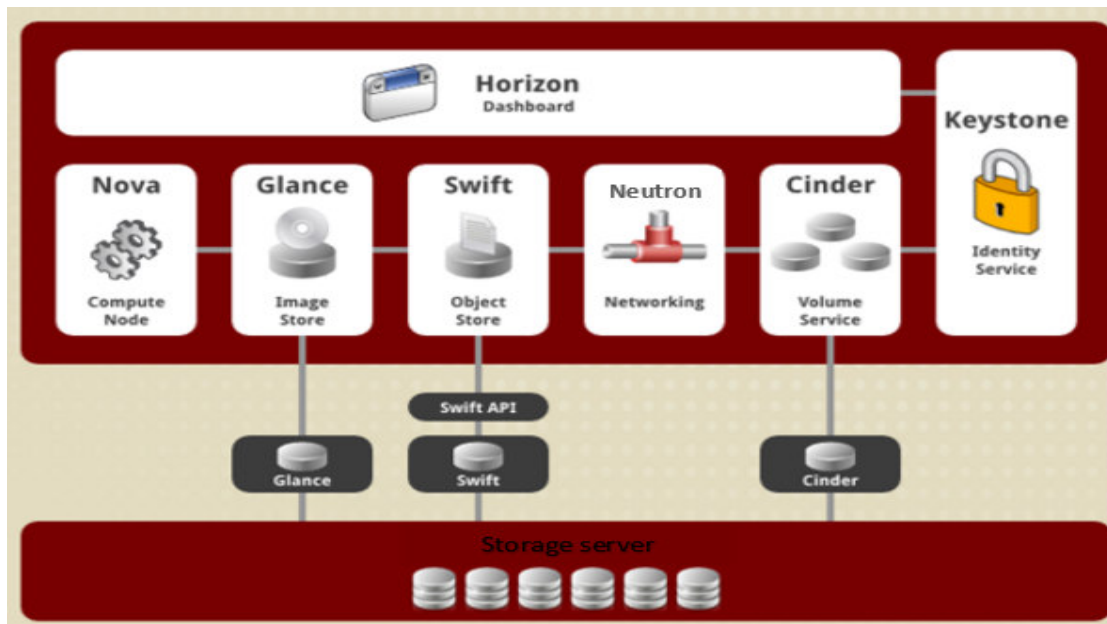 Horizon
Dashboard
Keystone
Identity
Service
Nova
Compute
Node
Glance
Image
Store
Swift
Object
Store
Neutron
Networking
Cinder
Volume
Service
Swift API
Glance
Swift
Cinder
Storage server